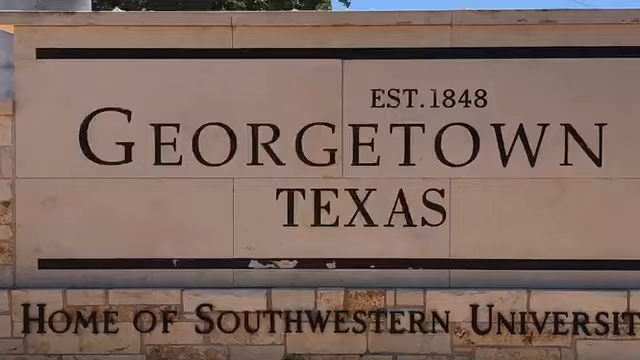 EST. 1848
GEORGETOWN
TEXAS
HOME OF SOUTHWESTERN UNIVERSIT